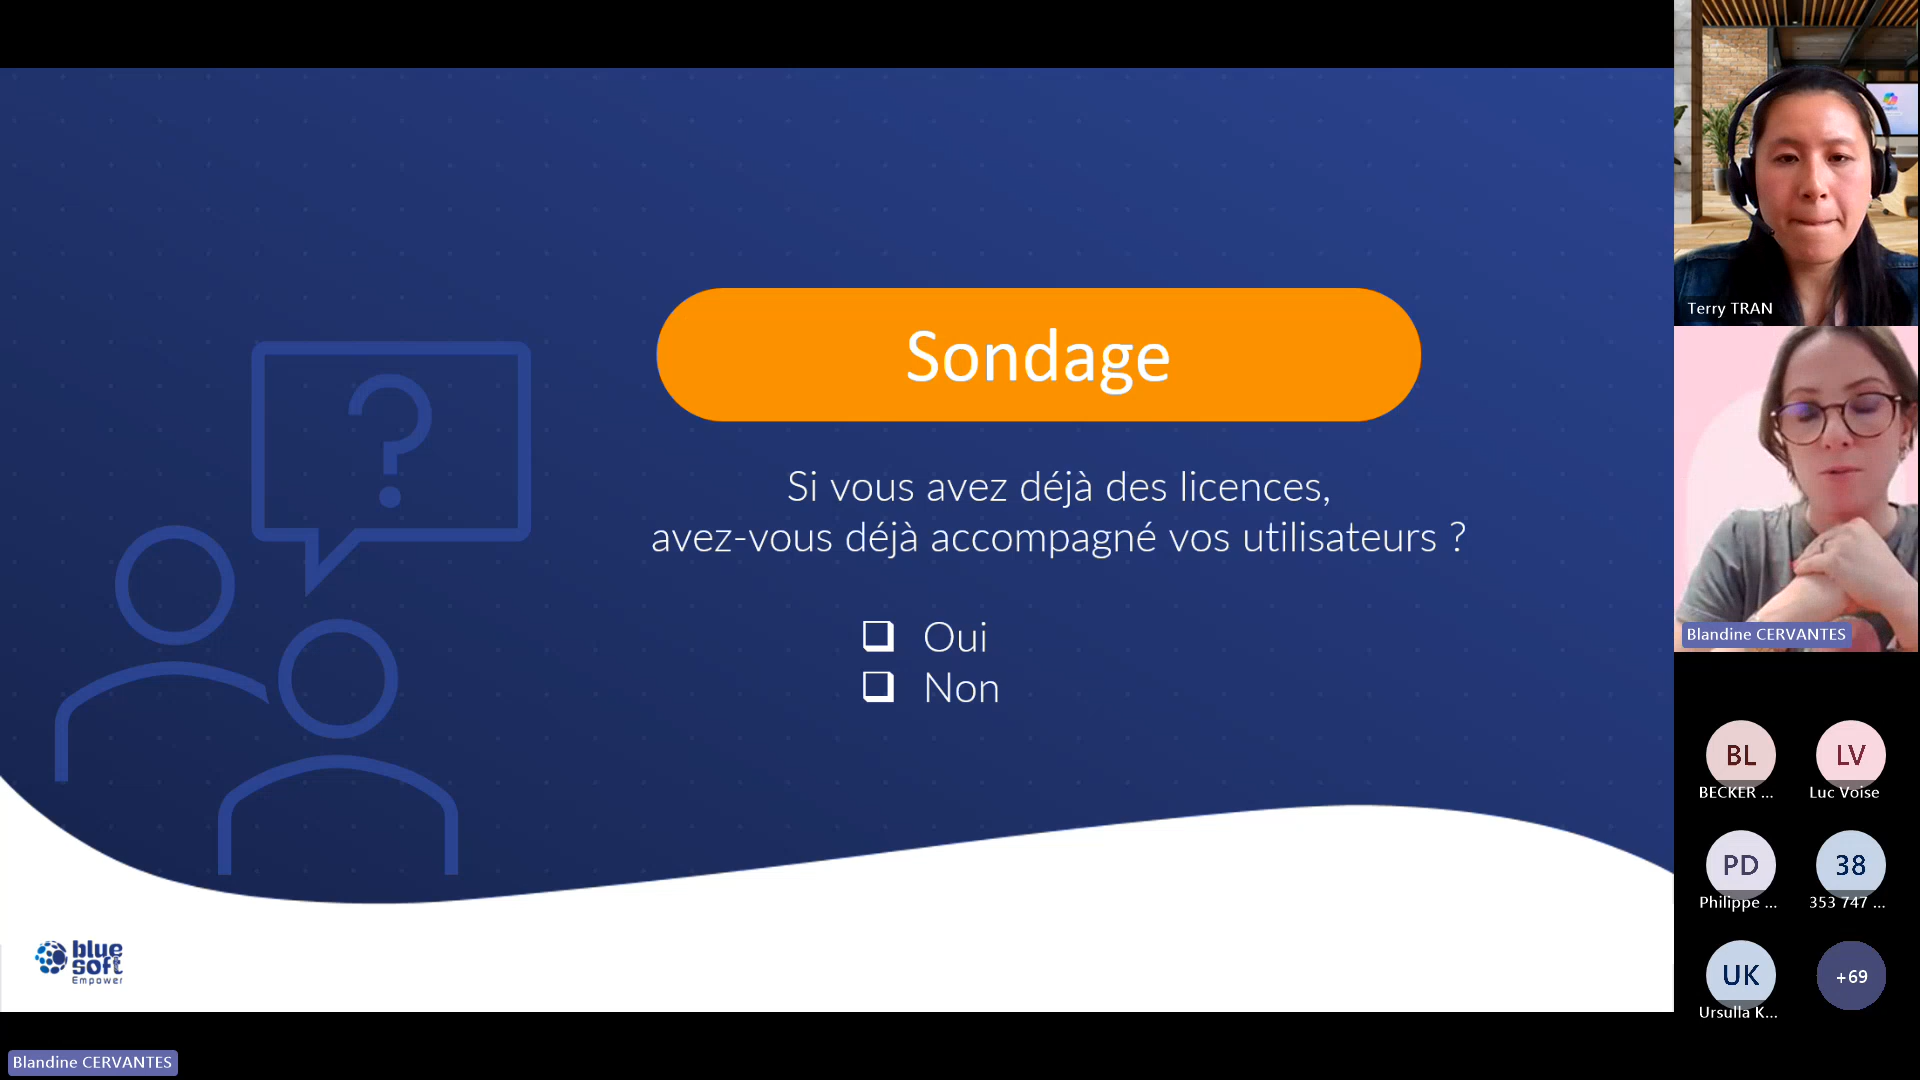 Sondage
Si vous avez déjà des licences,
avez-vous déjà accompagné vos utilisateurs ?
❑ Oui
❑ Non
?
blue
soft
Empower
Blandine CERVANTES
Terry TRAN
Blandine CERVANTES
BL
BECKER ...
LV
Luc Voise
PD
Philippe ...
38
353 747 ...
UK
Ursulla K...
+69